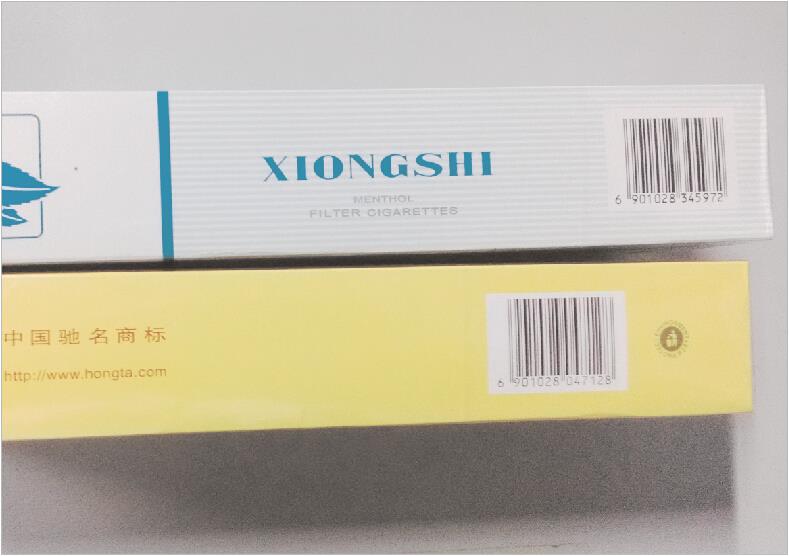 XIONGSHI
MENTHOL
FILTER CIGARETTES
6 901028 345972
中国驰名商标
http://www.hongta.com
6 901028 047128